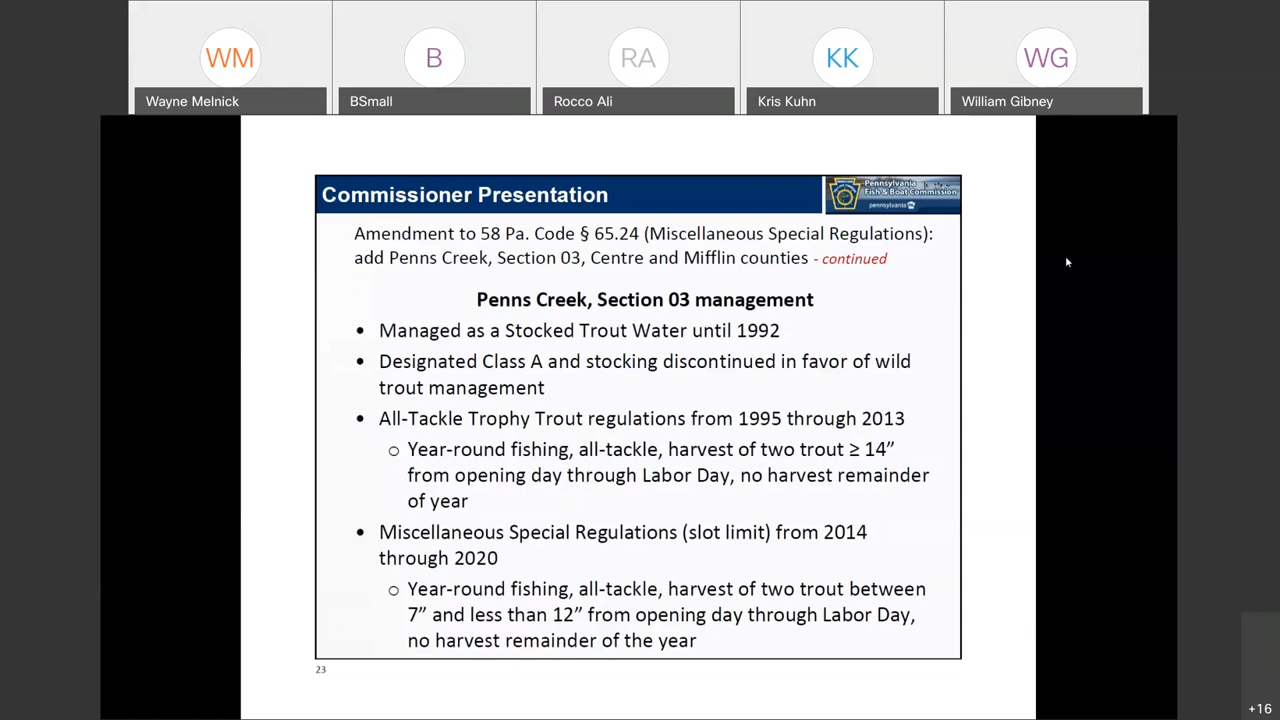 WM
B
RA
KK
WG
Wayne Melnick
BSmall
Rocco Ali
Kris Kuhn
William Gibney
Commissioner Presentation
Pennsylvania
Fish & Boat Commission
pennsylvania
Amendment to 58 Pa. Code § 65.24 (Miscellaneous Special Regulations):
add Penns Creek, Section 03, Centre and Mifflin counties - continued
Penns Creek, Section 03 management
• Managed as a Stocked Trout Water until 1992
• Designated Class A and stocking discontinued in favor of wild
trout management
• All-Tackle Trophy Trout regulations from 1995 through 2013
o Year-round fishing, all-tackle, harvest of two trout ≥ 14”
from opening day through Labor Day, no harvest remainder
of year
• Miscellaneous Special Regulations (slot limit) from 2014
through 2020
o Year-round fishing, all-tackle, harvest of two trout between
7” and less than 12” from opening day through Labor Day,
no harvest remainder of the year
23
+16